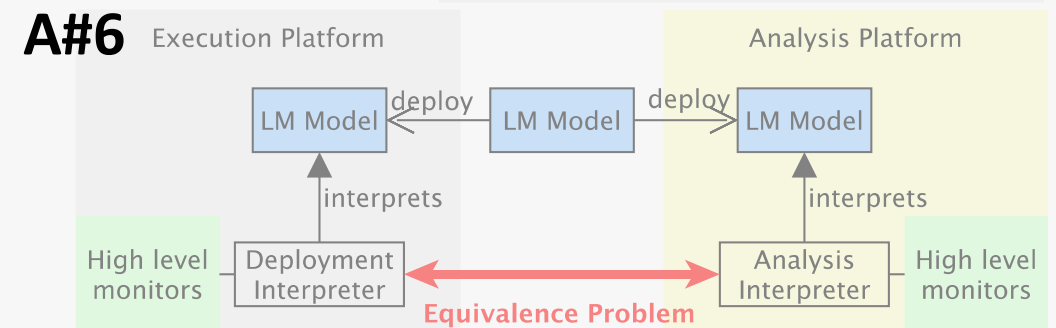 A#6
Execution Platform
Analysis Platform
LM Model
deploy
LM Model
deploy
LM Model
interprets
interprets
High level
monitors
Deployment
Interpreter
Equivalence Problem
Analysis
Interpreter
High level
monitors